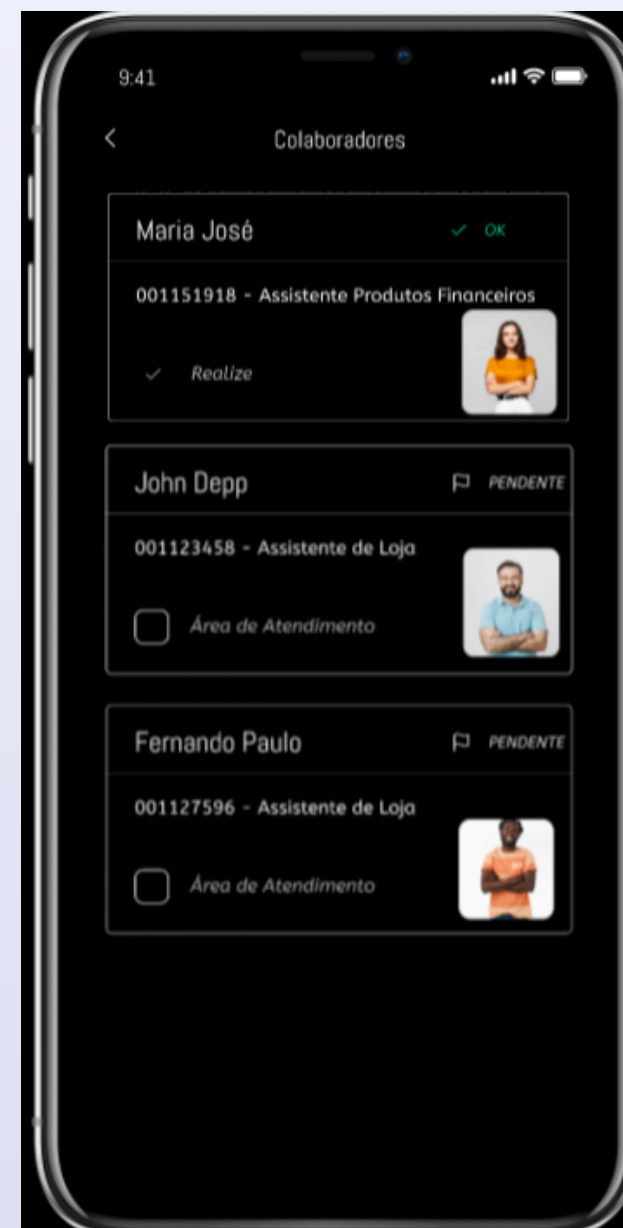 9:41
Colaboradores
Maria José OK
001151918 - Assistente Produtos Financeiros
Realize
John Depp PENDENTE
001123458 - Assistente de Loja
Área de Atendimento
Fernando Paulo PENDENTE
001127596 - Assistente de Loja
Área de Atendimento